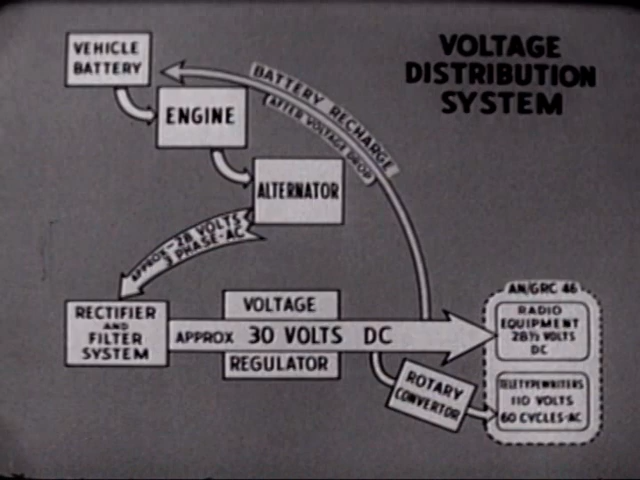 VOLTAGE
DISTRIBUTION
SYSTEM
VEHICLE
BATTERY
ENGINE
ALTERNATOR
BATTERY RECHARGE
(AFTER VOLTAGE DROP)
APPROX-28 VOLTS
3 PHASE-AC
RECTIFIER
AND
FILTER
SYSTEM
VOLTAGE
APPROX 30 VOLTS DC
REGULATOR
ROTARY
CONVERTOR
AN/GRC 46
RADIO
EQUIPMENT
28½ VOLTS
DC
TELETYPEWRITERS
110 VOLTS
60 CYCLES-AC